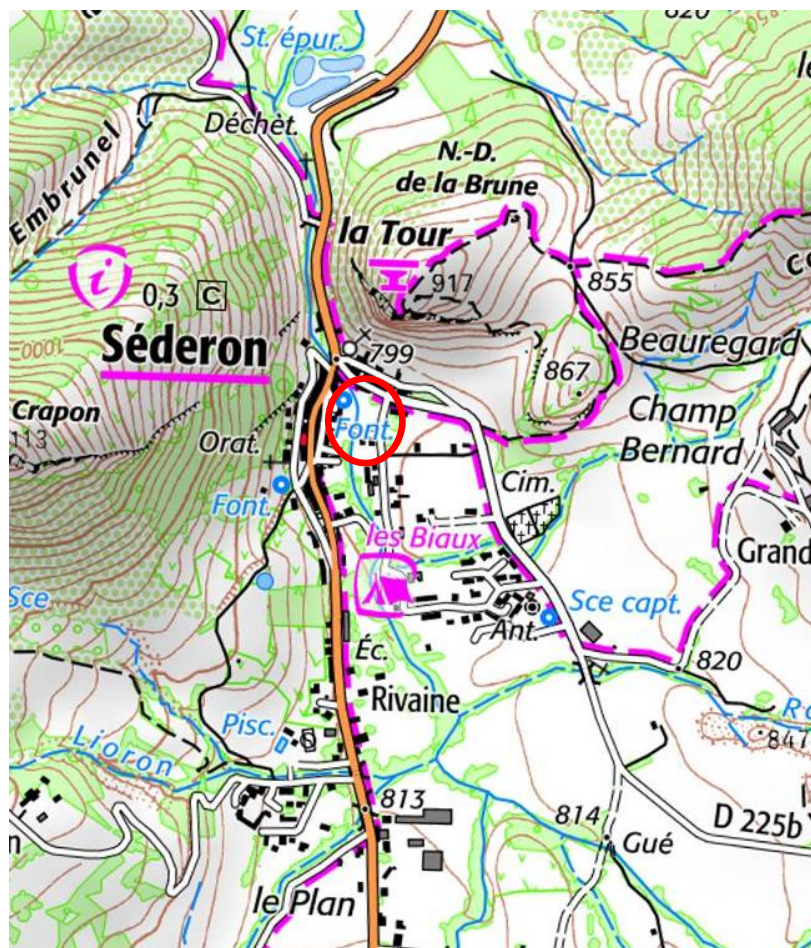 820
St. épur.
Déchèt.
Embrunel
N.-D.
de la Brune
la Tour
i
917
855
0,3 C
1000
Séderon
799
Beauregard
867
Crapon
113
Champ
Bernard
Orat.
Font.
Cim.
Font.
les Biaux
Grand
Sce
Sce capt.
Ant.
820
Éc.
Rivaine
Pisc.
Lioron
847
813
814
D 225b
Gué
n
le Plan